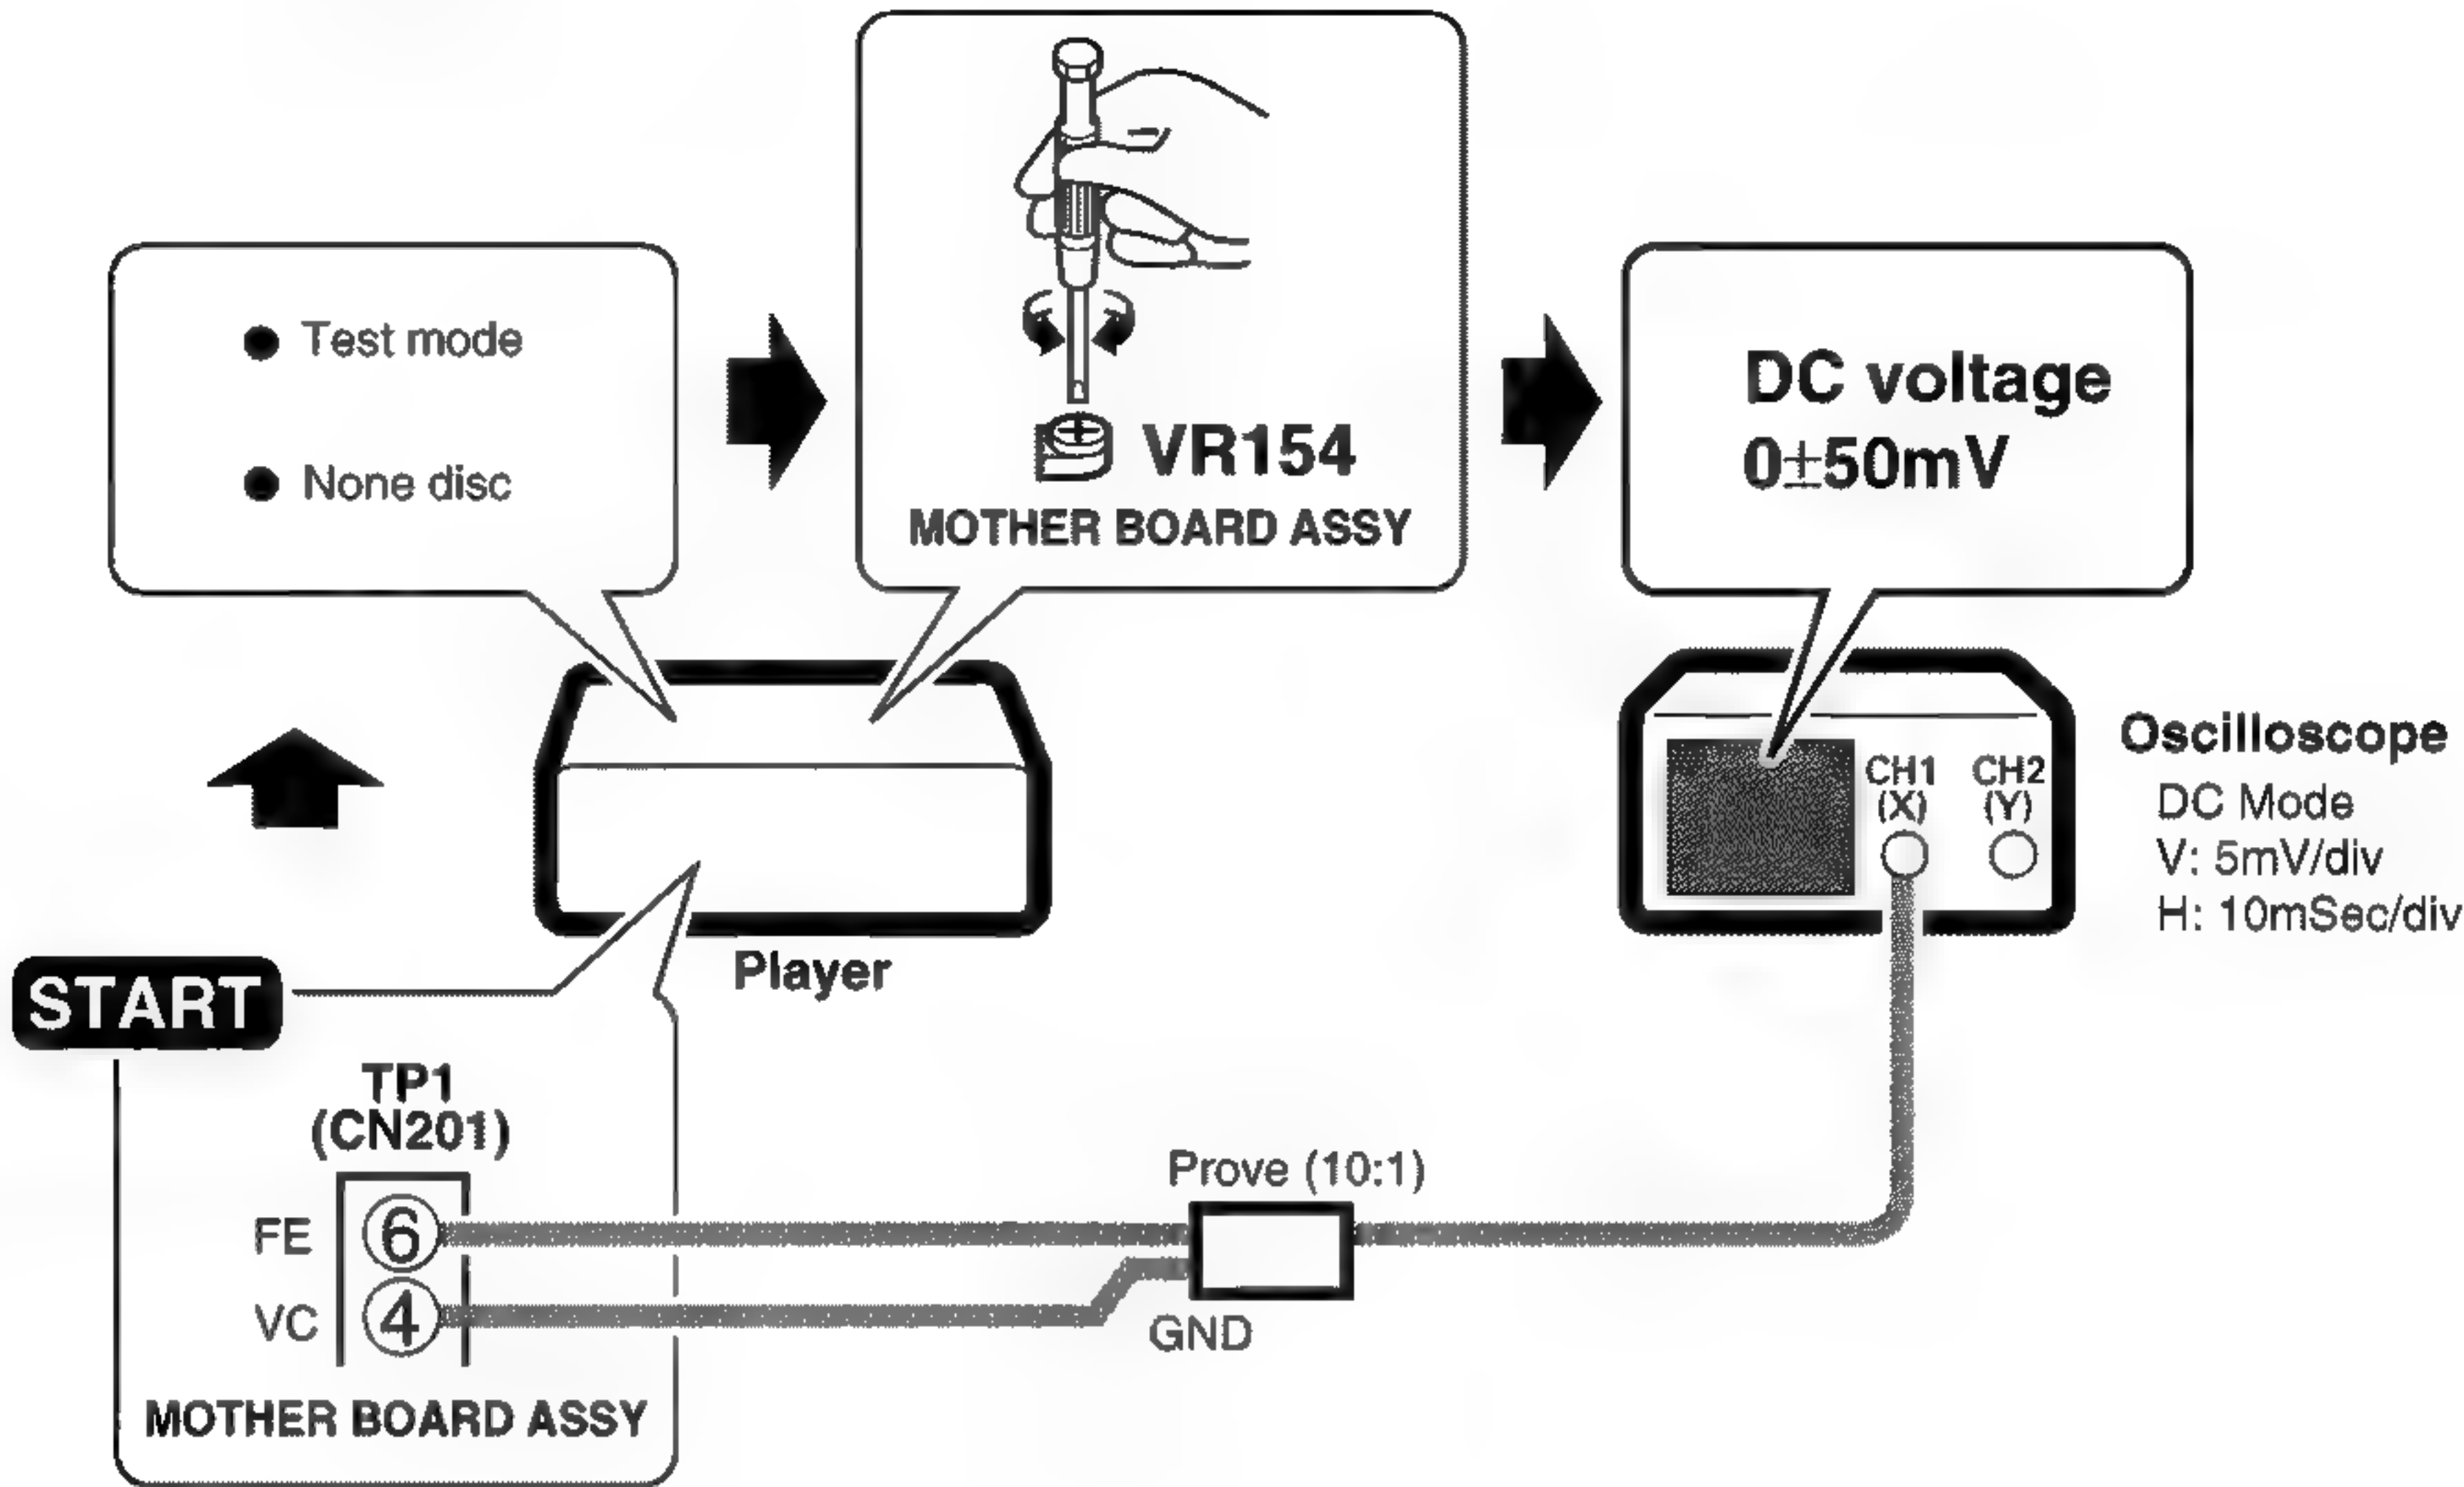 ● Test mode
● None disc
VR154
MOTHER BOARD ASSY
DC voltage
0±50mV
Player
CH1
(X)
CH2
(Y)
Oscilloscope
DC Mode
V: 5mV/div
H: 10mSec/div
START
TP1
(CN201)
FE 6
VC 4
MOTHER BOARD ASSY
Prove (10:1)
GND